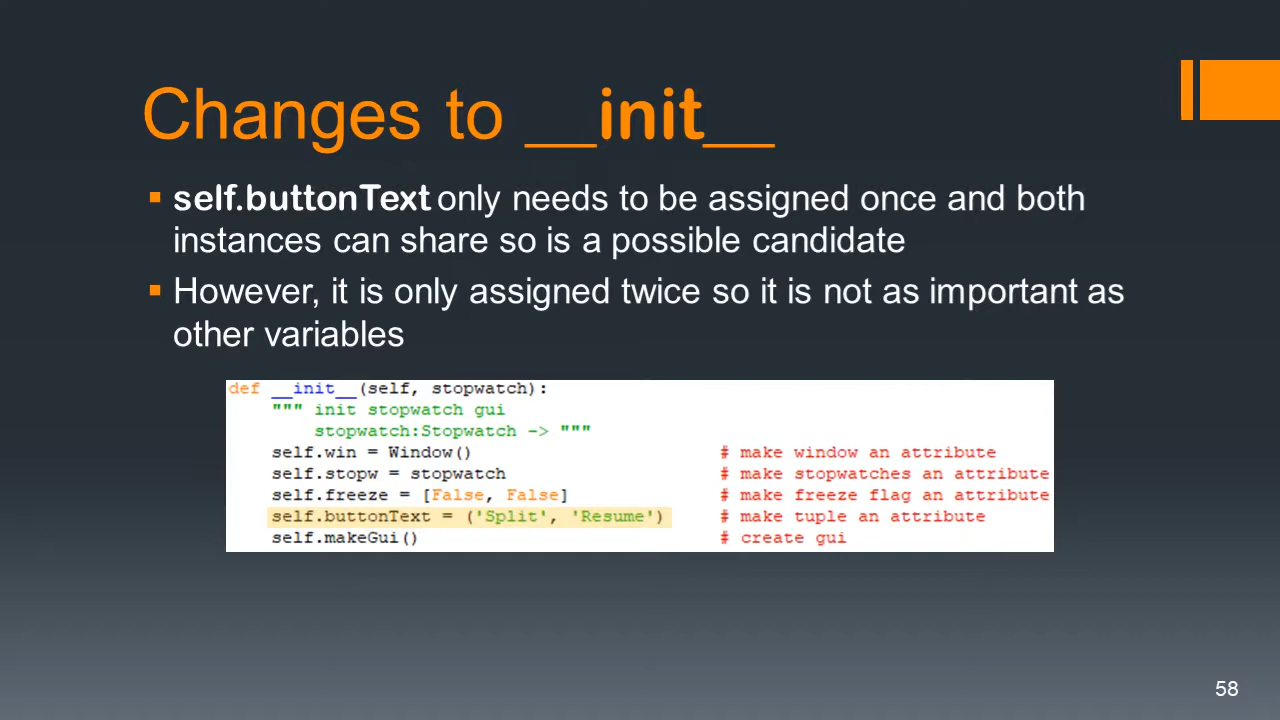 Changes to __init__
self.buttonText only needs to be assigned once and both
instances can share so is a possible candidate
However, it is only assigned twice so it is not as important as
other variables
def __init__(self, stopwatch):
""" init stopwatch gui
stopwatch:Stopwatch -> """
self.win = Window() # make window an attribute
self.stopw = stopwatch # make stopwatches an attribute
self.freeze = [False, False] # make freeze flag an attribute
self.buttonText = ('Split', 'Resume') # make tuple an attribute
self.makeGui() # create gui
58